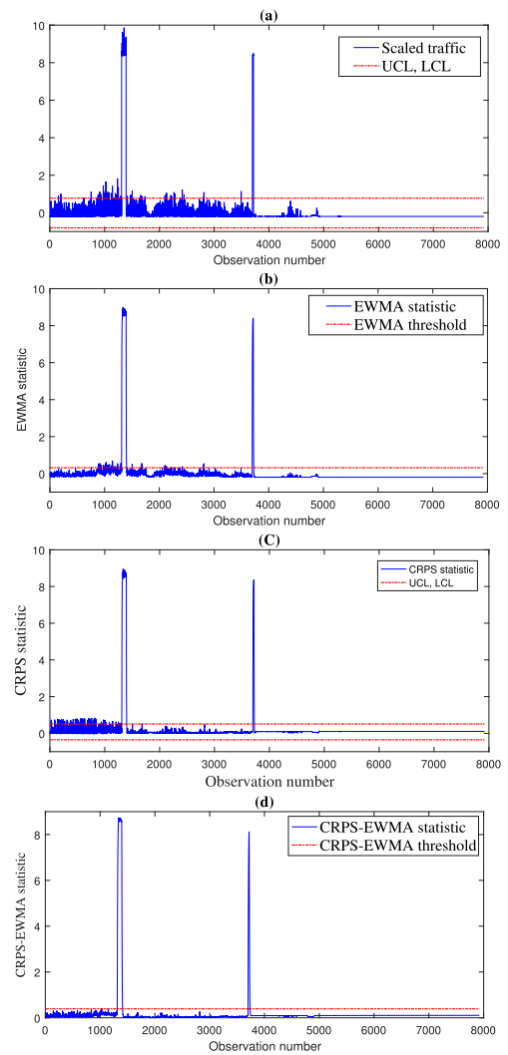 (a)
10
8
6
4
2
0
Scaled traffic
UCL, LCL
0 1000 2000 3000 4000 5000 6000 7000 8000
Observation number
(b)
10
8
6
4
2
0
EWMA statistic
EWMA statistic
EWMA threshold
0 1000 2000 3000 4000 5000 6000 7000 8000
Observation number
(C)
10
8
6
4
2
0
CRPS statistic
CRPS statistic
UCL, LCL
0 1000 2000 3000 4000 5000 6000 7000 8000
Observation number
(d)
8
6
4
2
0
CRPS-EWMA statistic
CRPS-EWMA statistic
CRPS-EWMA threshold
0 1000 2000 3000 4000 5000 6000 7000 8000
Observation number